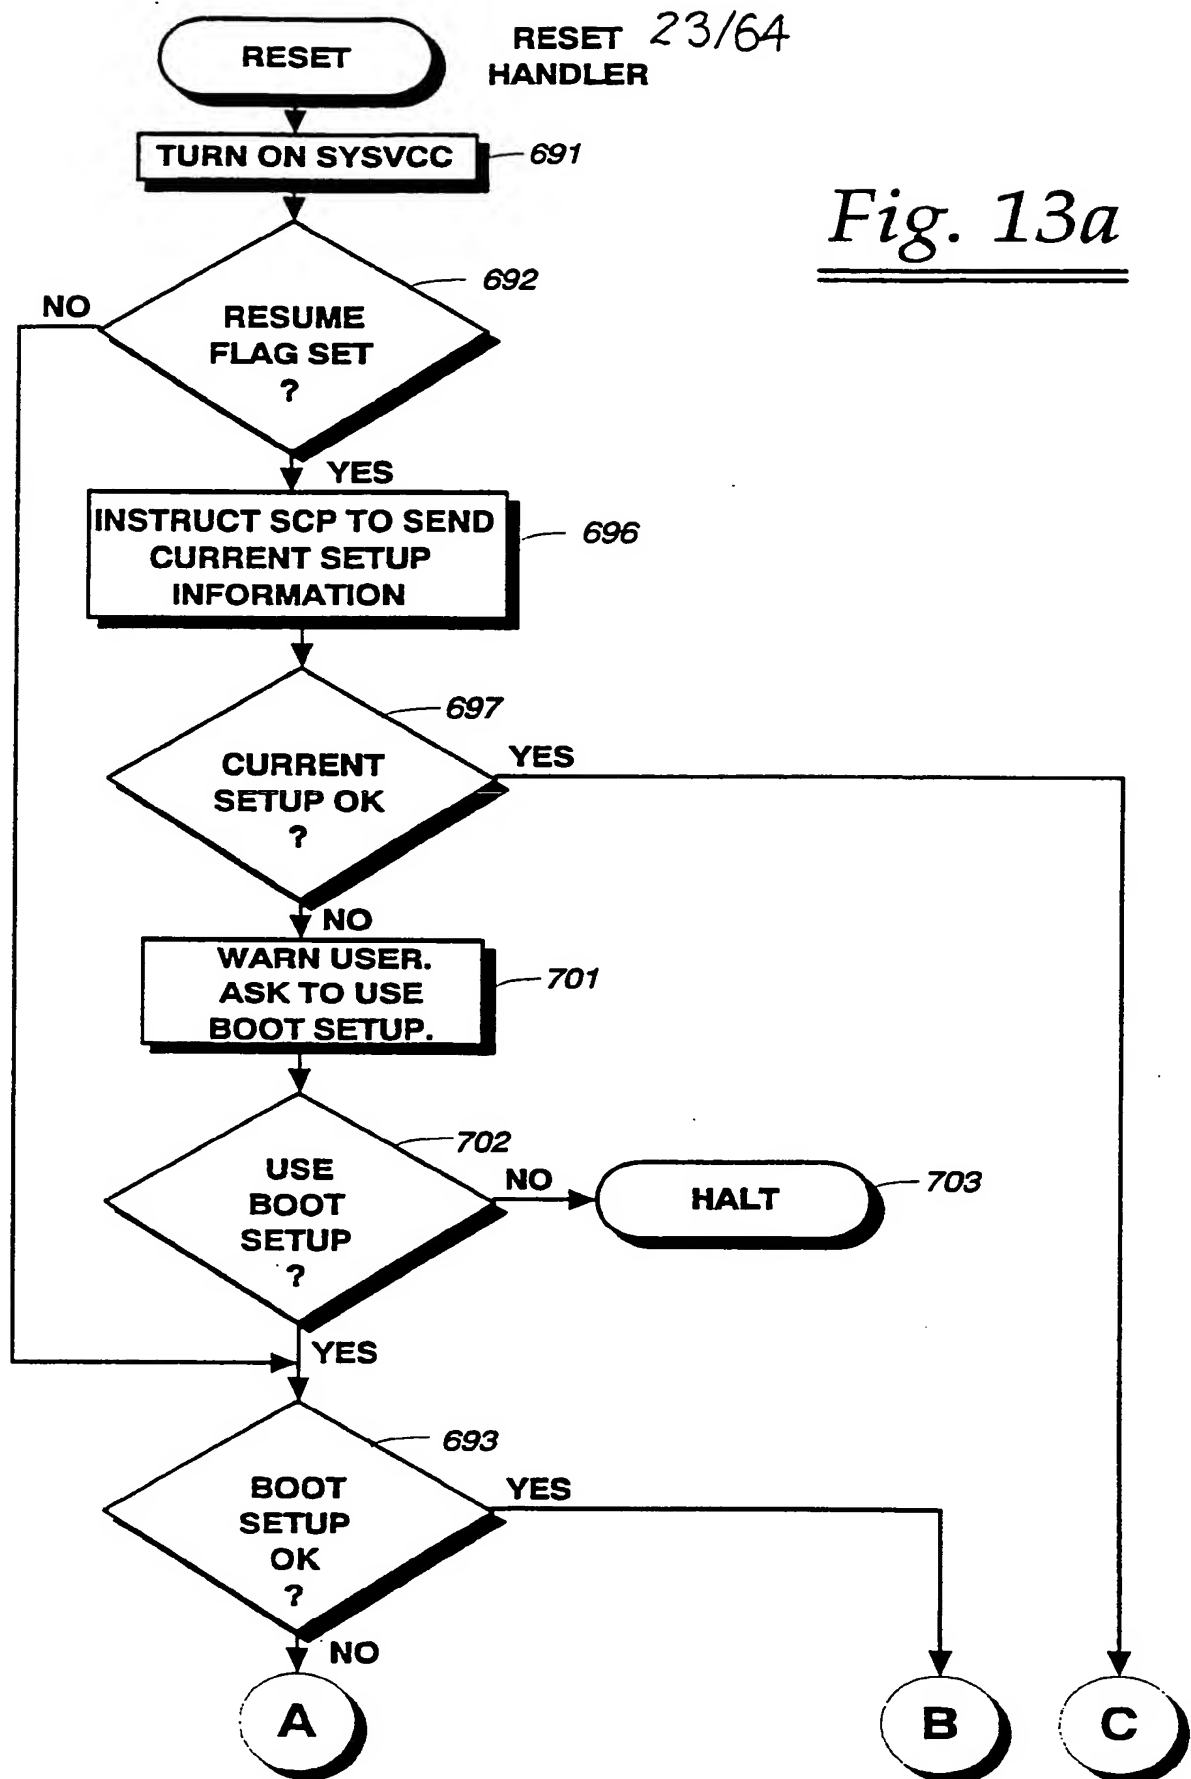 RESET
RESET 23/64
HANDLER
TURN ON SYSVCC
691
Fig. 13a
692
NO
RESUME
FLAG SET
?
YES
INSTRUCT SCP TO SEND
CURRENT SETUP
INFORMATION
696
697
YES
CURRENT
SETUP OK
?
NO
WARN USER.
ASK TO USE
BOOT SETUP.
701
702
USE
BOOT
SETUP
?
NO
HALT
703
YES
693
BOOT
SETUP
OK
?
YES
NO
A
B
C